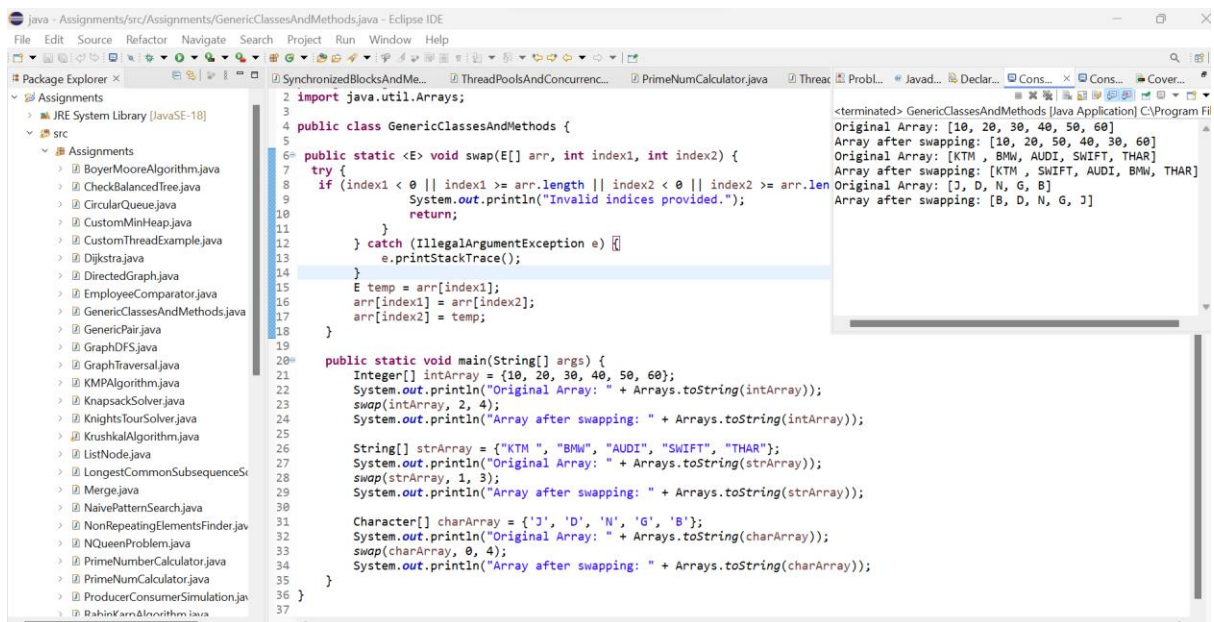 java - Assignments/src/Assignments/GenericClassesAndMethods.java - Eclipse IDE
File Edit Source Refactor Navigate Search Project Run Window Help
Package Explorer ×
Assignments
JRE System Library [JavaSE-18]
src
Assignments
BoyerMooreAlgorithm.java
CheckBalancedTree.java
CircularQueue.java
CustomMinHeap.java
CustomThreadExample.java
Dijkstra.java
DirectedGraph.java
EmployeeComparator.java
GenericClassesAndMethods.java
GenericPair.java
GraphDFS.java
GraphTraversal.java
KMPAlgorithm.java
KnapsackSolver.java
KnightsTourSolver.java
KrushkalAlgorithm.java
ListNode.java
LongestCommonSubsequenceSo
Merge.java
NaivePatternSearch.java
NonRepeatingElementsFinder.jav
NQueenProblem.java
PrimeNumberCalculator.java
PrimeNumCalculator.java
ProducerConsumerSimulation.jav
RabinKarpAlgorithm.java
SynchronizedBlocksAndMe... ThreadPoolsAndConcurrenc... PrimeNumCalculator.java Threac
2 import java.util.Arrays;
3
4 public class GenericClassesAndMethods {
5
6 public static <E> void swap(E[] arr, int index1, int index2) {
7 try {
8 if (index1 < 0 || index1 >= arr.length || index2 < 0 || index2 >= arr.len
9 System.out.println("Invalid indices provided.");
10 return;
11 }
12 } catch (IllegalArgumentException e) {
13 e.printStackTrace();
14 }
15 E temp = arr[index1];
16 arr[index1] = arr[index2];
17 arr[index2] = temp;
18 }
19
20 public static void main(String[] args) {
21 Integer[] intArray = {10, 20, 30, 40, 50, 60};
22 System.out.println("Original Array: " + Arrays.toString(intArray));
23 swap(intArray, 2, 4);
24 System.out.println("Array after swapping: " + Arrays.toString(intArray));
25
26 String[] strArray = {"KTM ", "BMW", "AUDI", "SWIFT", "THAR"};
27 System.out.println("Original Array: " + Arrays.toString(strArray));
28 swap(strArray, 1, 3);
29 System.out.println("Array after swapping: " + Arrays.toString(strArray));
30
31 Character[] charArray = {'J', 'D', 'N', 'G', 'B'};
32 System.out.println("Original Array: " + Arrays.toString(charArray));
33 swap(charArray, 0, 4);
34 System.out.println("Array after swapping: " + Arrays.toString(charArray));
35 }
36 }
37
Probl... Javad... Declar... Cons... × Cons... Cover...
<terminated> GenericClassesAndMethods [Java Application] C:\Program Fil
Original Array: [10, 20, 30, 40, 50, 60]
Array after swapping: [10, 20, 50, 40, 30, 60]
Original Array: [KTM , BMW, AUDI, SWIFT, THAR]
Array after swapping: [KTM , SWIFT, AUDI, BMW, THAR]
Original Array: [J, D, N, G, B]
Array after swapping: [B, D, N, G, J]